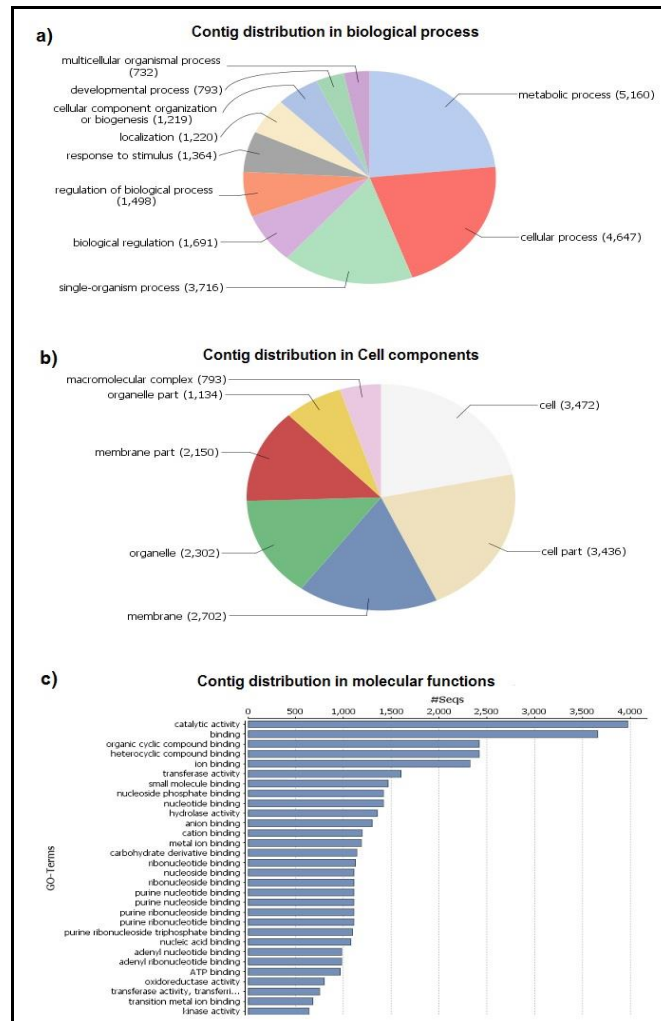 a)
Contig distribution in biological process
multicellular organismal process
(732)
developmental process (793)
cellular component organization
or biogenesis (1,219)
localization (1,220)
response to stimulus (1,364)
regulation of biological process
(1,498)
biological regulation (1,691)
single-organism process (3,716)
metabolic process (5,160)
cellular process (4,647)
b)
Contig distribution in Cell components
macromolecular complex (793)
organelle part (1,134)
membrane part (2,150)
organelle (2,302)
membrane (2,702)
cell (3,472)
cell part (3,436)
c)
Contig distribution in molecular functions
#Seqs
0 500 1,000 1,500 2,000 2,500 3,000 3,500 4,000
GO-Terms
catalytic activity
binding
organic cyclic compound binding
heterocyclic compound binding
ion binding
transferase activity
small molecule binding
nucleoside phosphate binding
nucleotide binding
hydrolase activity
anion binding
cation binding
metal ion binding
carbohydrate derivative binding
ribonucleotide binding
nucleoside binding
ribonucleoside binding
purine nucleotide binding
purine nucleoside binding
purine ribonucleoside binding
purine ribonucleotide binding
purine ribonucleoside triphosphate binding
nucleic acid binding
adenyl nucleotide binding
adenyl ribonucleotide binding
ATP binding
oxidoreductase activity
transferase activity, transferri...
transition metal ion binding
kinase activity